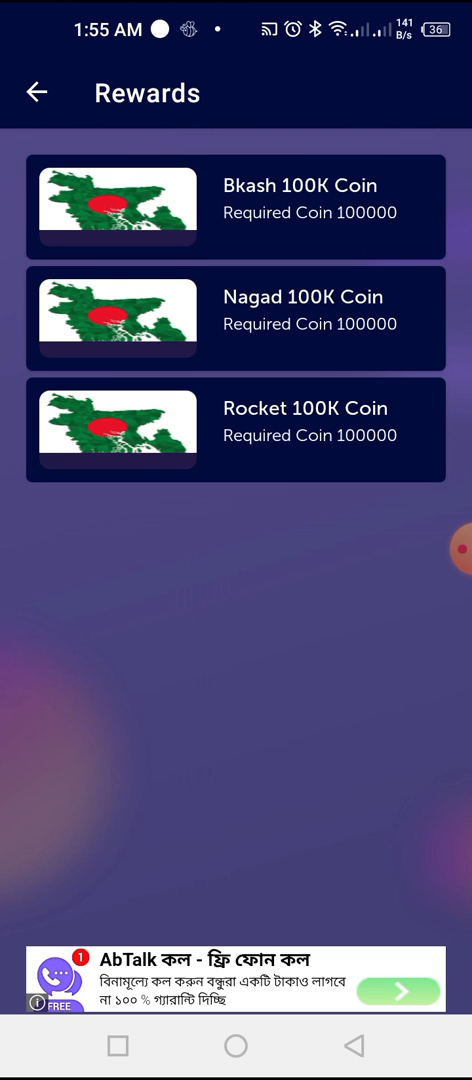 1:55 AM
141
B/s
36
Rewards
Bkash 100K Coin
Required Coin 100000
Nagad 100K Coin
Required Coin 100000
Rocket 100K Coin
Required Coin 100000
1
AbTalk কল - ফ্রি ফোন কল
বিনামূল্যে কল করুন বন্ধুরা একটি টাকাও লাগবে
না ১০০ % গ্যারান্টি দিচ্ছি
FREE